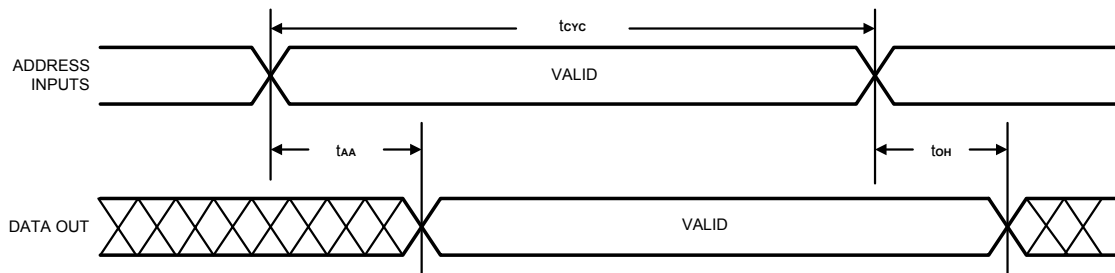 tCYC
ADDRESS
INPUTS
VALID
tAA
tOH
DATA OUT
VALID